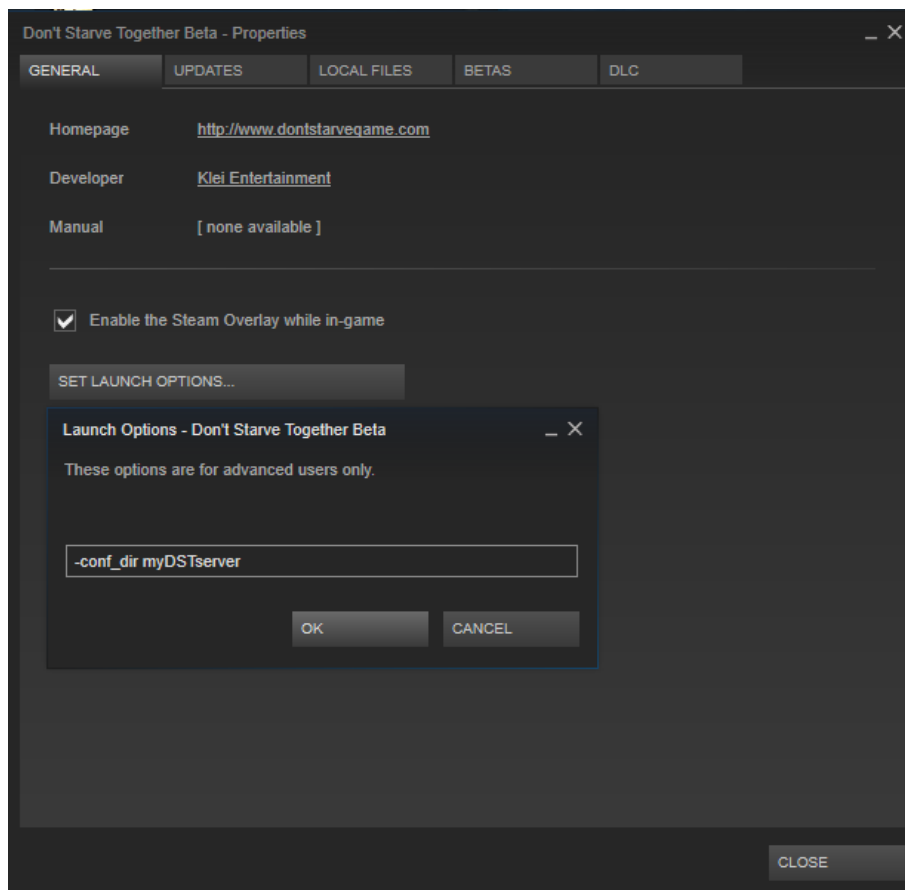 Don't Starve Together Beta - Properties
GENERAL UPDATES LOCAL FILES BETAS DLC
Homepage http://www.dontstarvegame.com
Developer Klei Entertainment
Manual [ none available ]
Enable the Steam Overlay while in-game
SET LAUNCH OPTIONS...
Launch Options - Don't Starve Together Beta
These options are for advanced users only.
-conf_dir myDSTserver
OK CANCEL
CLOSE